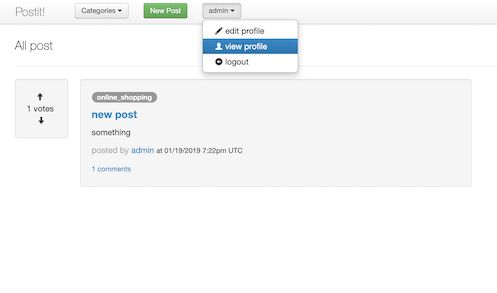 Postit!
Categories
New Post
admin
edit profile
view profile
logout
All post
1 votes
online_shopping
new post
something
posted by admin at 01/19/2019 7:22pm UTC
1 comments